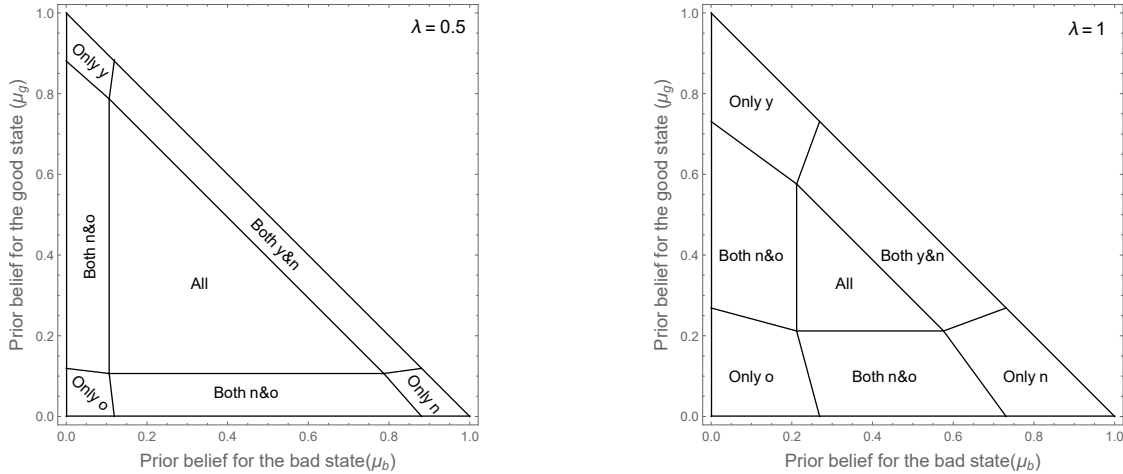 λ = 0.5
Prior belief for the good state (μg)
1.0
0.8
0.6
0.4
0.2
0.0
Only y
Both n&o
Both y&n
All
Only o
Both n&o
Only n
0.0 0.2 0.4 0.6 0.8 1.0
Prior belief for the bad state(μb)
λ = 1
Prior belief for the good state (μg)
1.0
0.8
0.6
0.4
0.2
0.0
Only y
Both n&o
All
Both y&n
Only o
Both n&o
Only n
0.0 0.2 0.4 0.6 0.8 1.0
Prior belief for the bad state(μb)